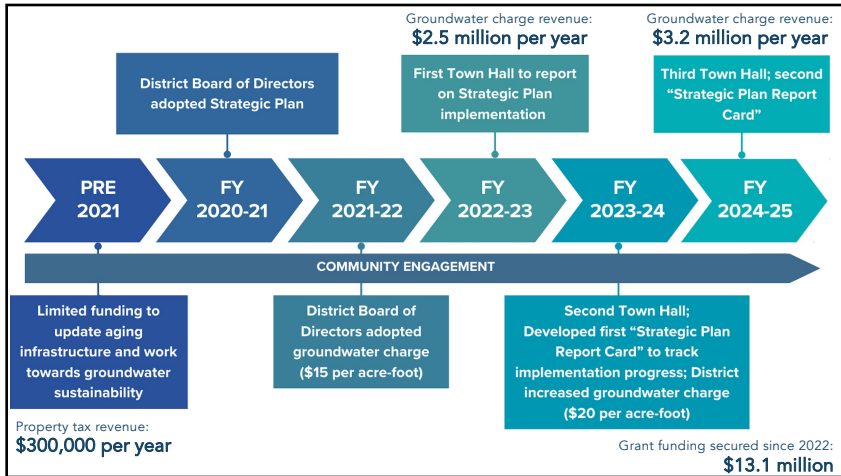 Groundwater charge revenue:
$2.5 million per year
Groundwater charge revenue:
$3.2 million per year
District Board of Directors
adopted Strategic Plan
First Town Hall to report
on Strategic Plan
implementation
Third Town Hall; second
“Strategic Plan Report
Card”
PRE
2021
FY
2020-21
FY
2021-22
FY
2022-23
FY
2023-24
FY
2024-25
COMMUNITY ENGAGEMENT
Limited funding to
update aging
infrastructure and work
towards groundwater
sustainability
District Board of
Directors adopted
groundwater charge
($15 per acre-foot)
Second Town Hall;
Developed first “Strategic Plan
Report Card” to track
implementation progress; District
increased groundwater charge
($20 per acre-foot)
Property tax revenue:
$300,000 per year
Grant funding secured since 2022:
$13.1 million